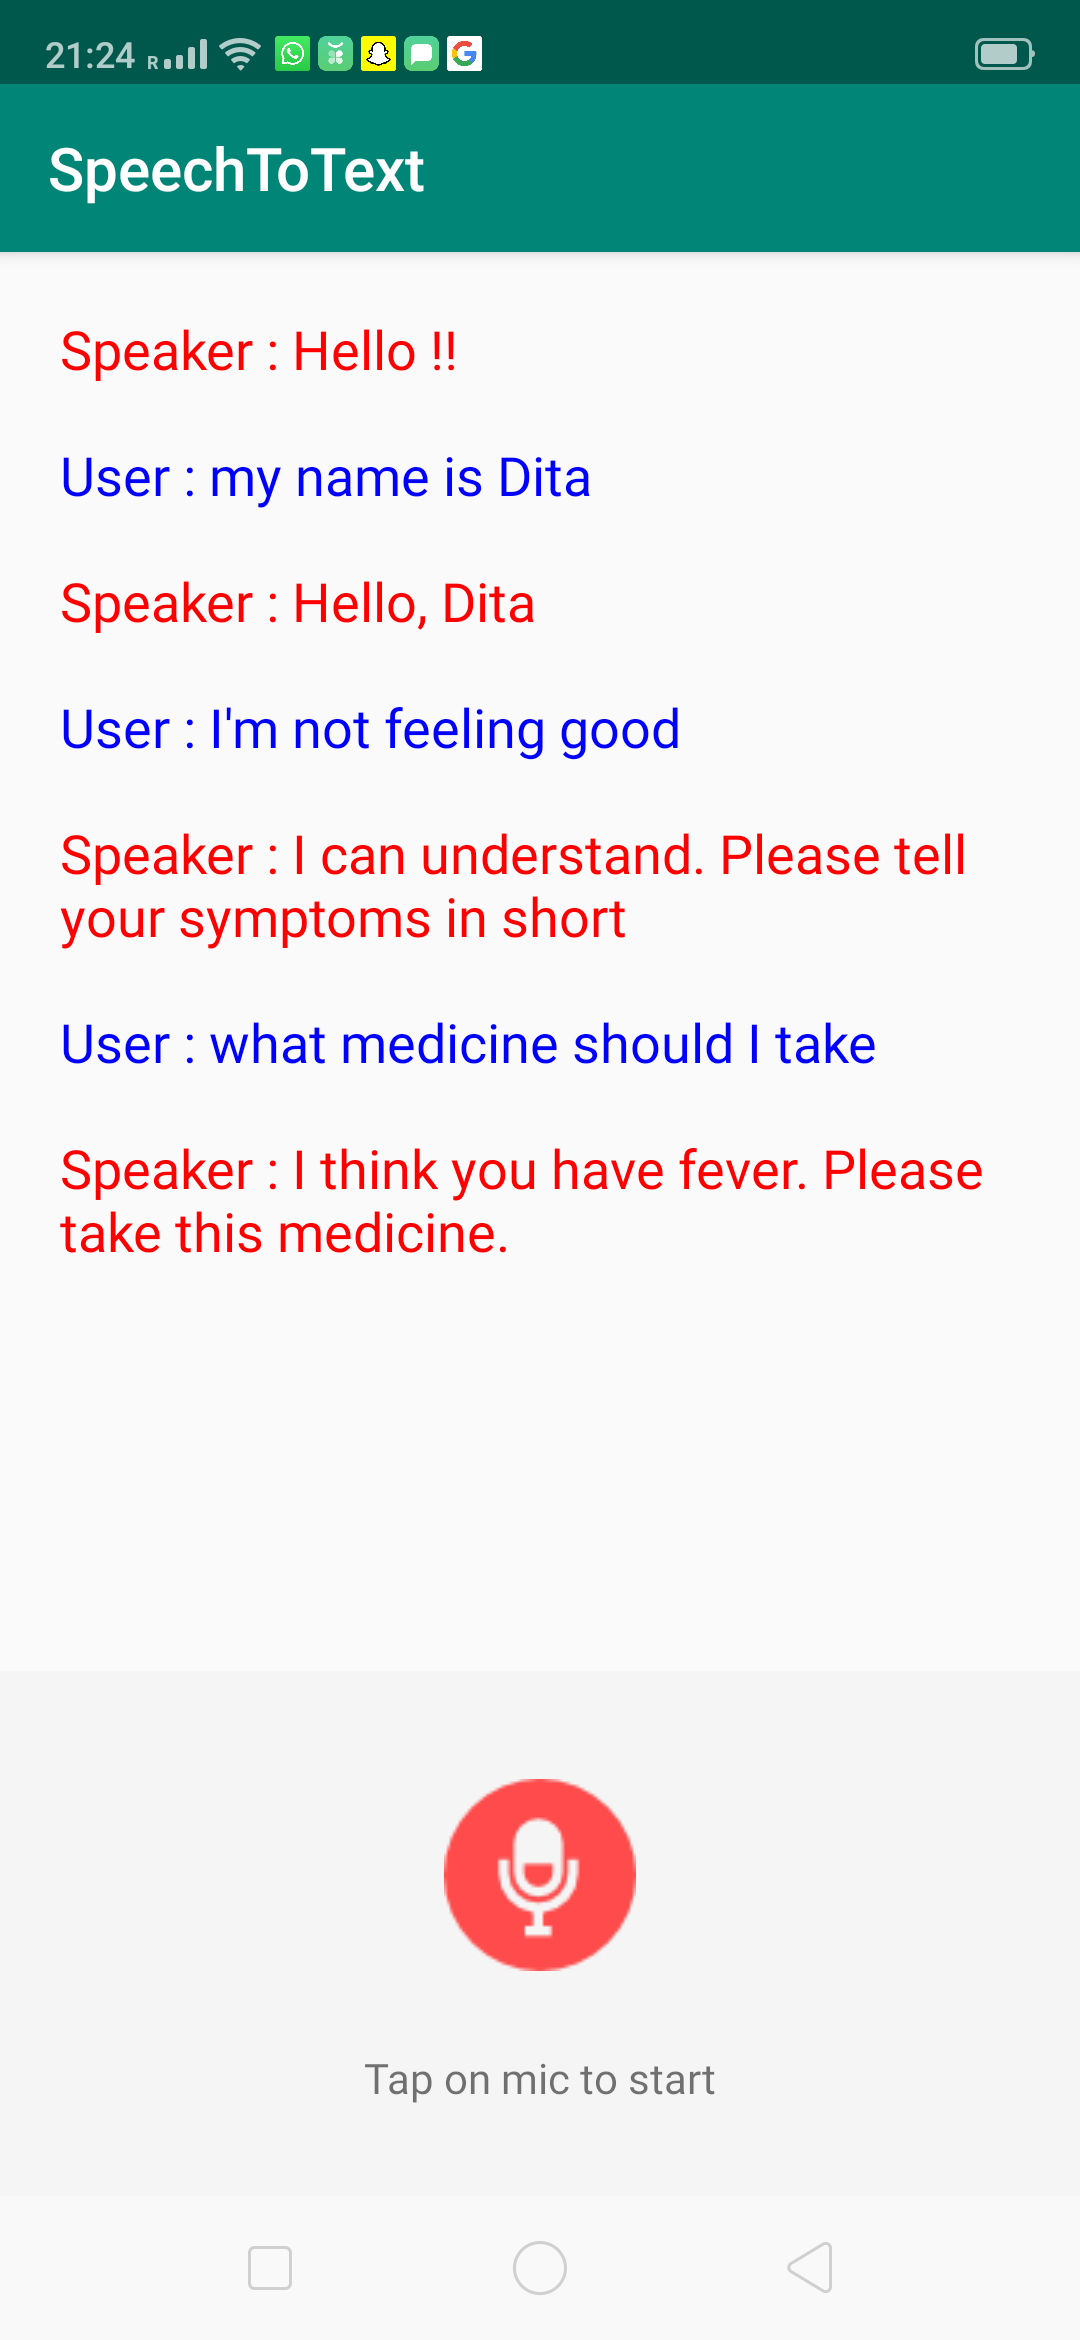 21:24 R
SpeechToText
Speaker : Hello !!
User : my name is Dita
Speaker : Hello, Dita
User : I'm not feeling good
Speaker : I can understand. Please tell
your symptoms in short
User : what medicine should I take
Speaker : I think you have fever. Please
take this medicine.
Tap on mic to start